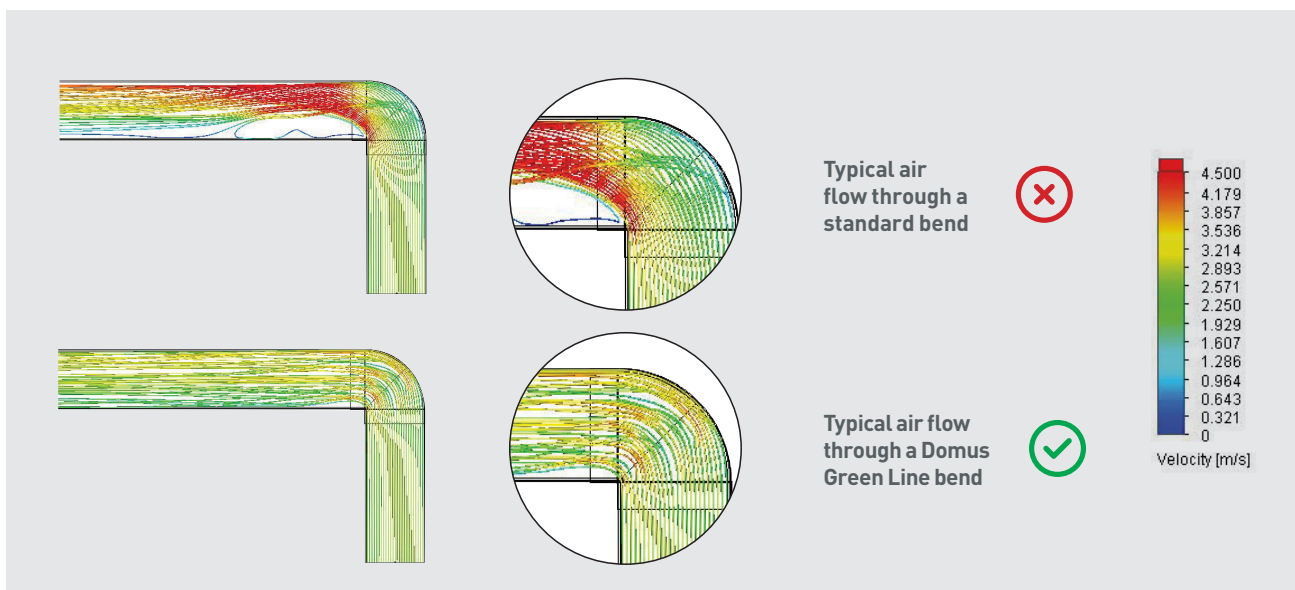 Typical air
flow through a
standard bend
Typical air flow
through a Domus
Green Line bend
4.500
4.179
3.857
3.536
3.214
2.893
2.571
2.250
1.929
1.607
1.286
0.964
0.643
0.321
0
Velocity [m/s]